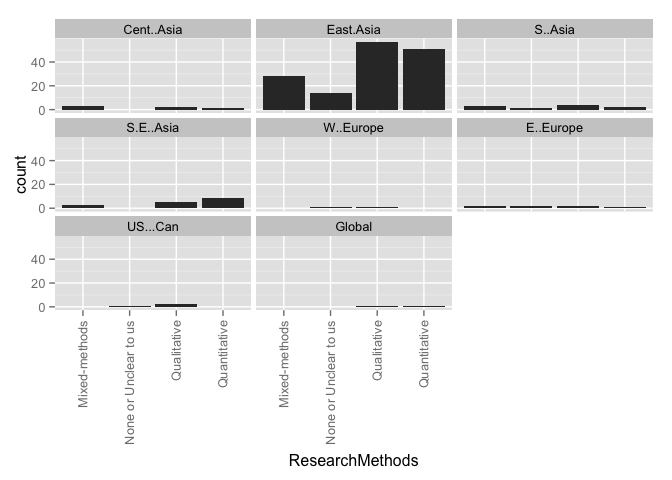 Cent..Asia East.Asia S..Asia
40
20
0
S.E..Asia W..Europe E..Europe
40
20
0
US...Can Global
40
20
0
count
Mixed-methods
None or Unclear to us
Qualitative
Quantitative
Mixed-methods
None or Unclear to us
Qualitative
Quantitative
ResearchMethods